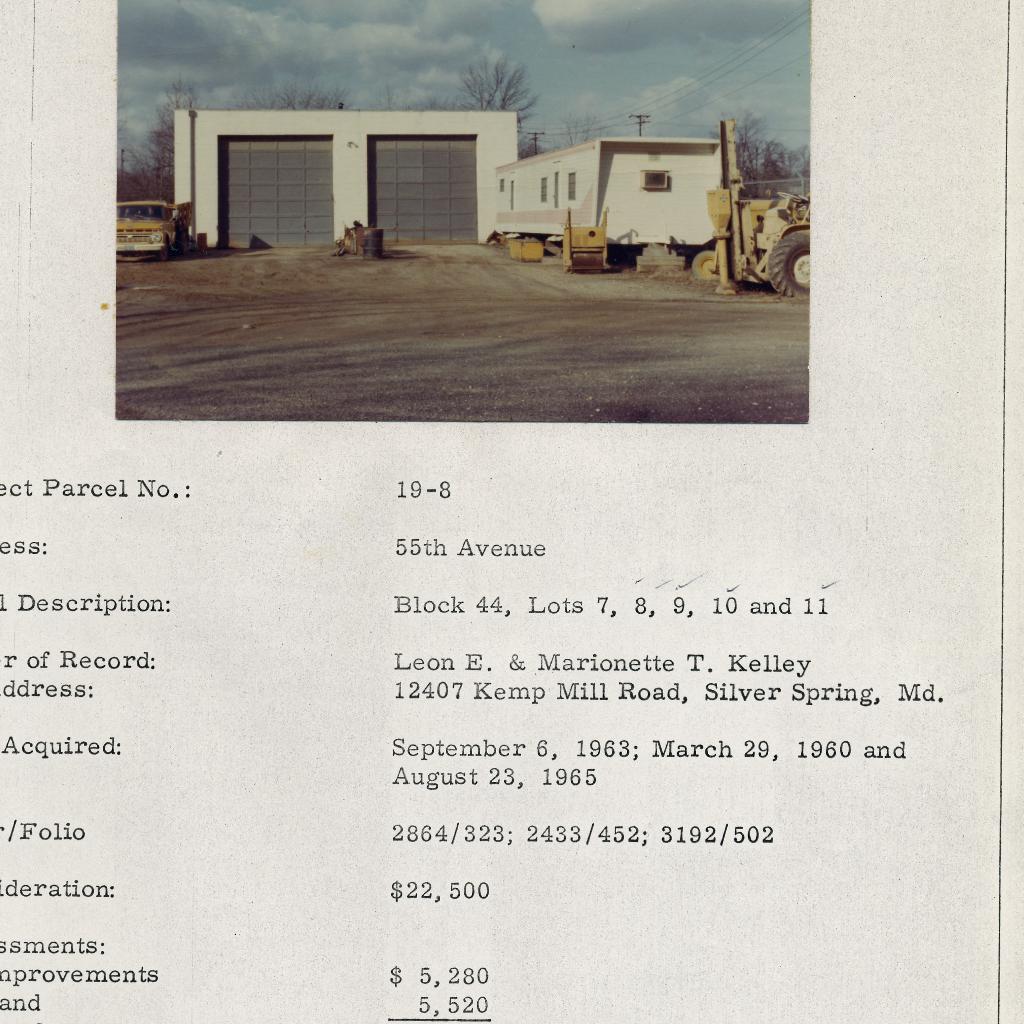 ect Parcel No.: 19-8
ess: 55th Avenue
l Description: Block 44, Lots 7, 8, 9, 10 and 11
r of Record: Leon E. & Marionette T. Kelley
ddress: 12407 Kemp Mill Road, Silver Spring, Md.
Acquired: September 6, 1963; March 29, 1960 and
August 23, 1965
r/Folio 2864/323; 2433/452; 3192/502
ideration: $22,500
ssments:
mprovements $ 5,280
and 5,520